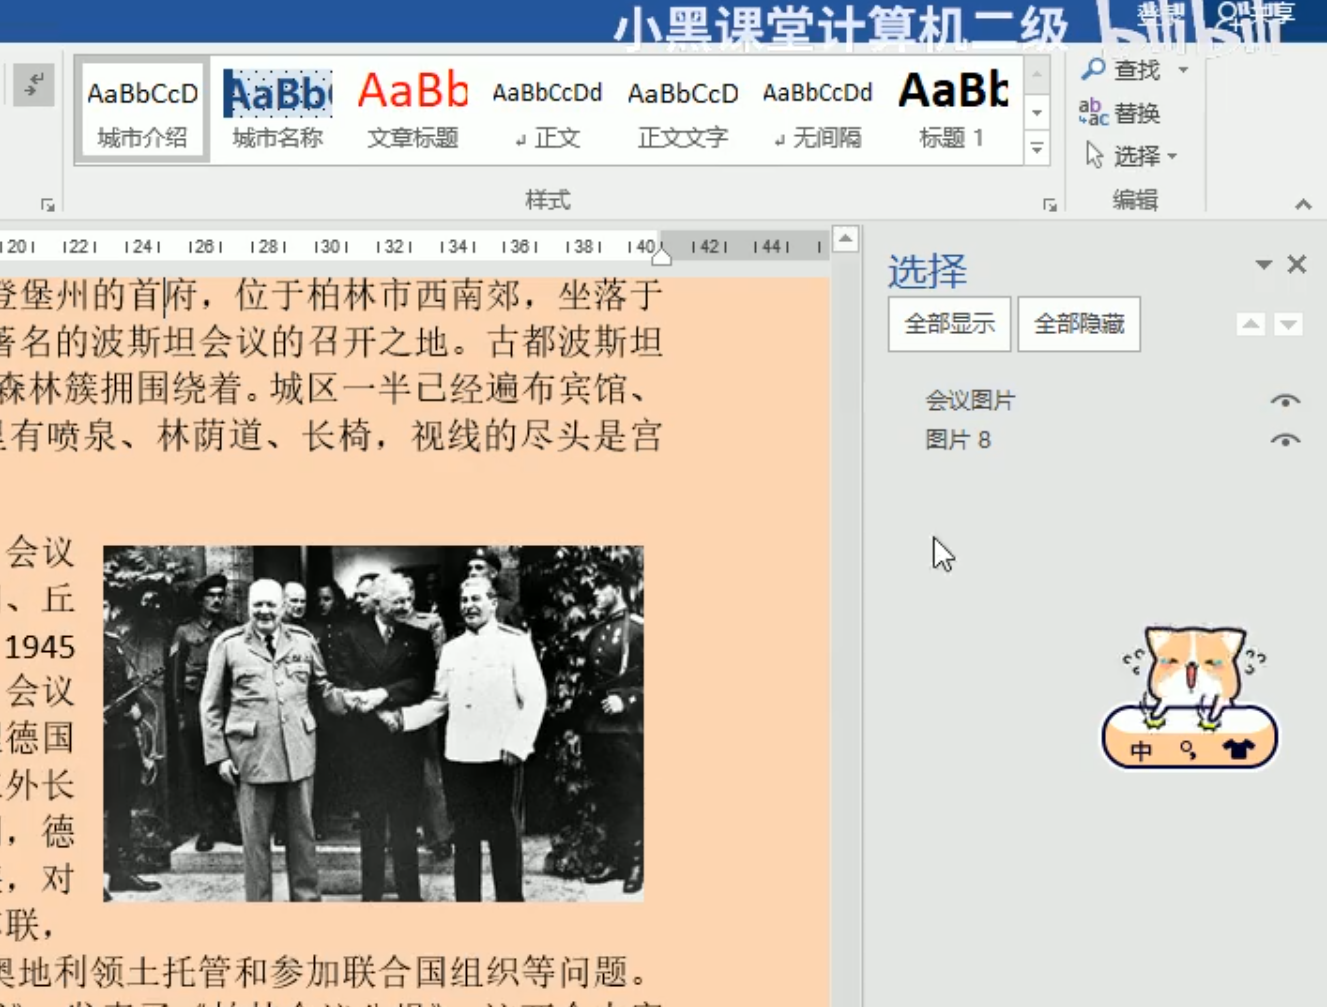 小黑课堂计算机二级 bilibili
登录 共享
AaBbCcD AaBb AaBb AaBbCcDd AaBbCcD AaBbCcDd AaBb
城市介绍 城市名称 文章标题 ↲ 正文 正文文字 ↲ 无间隔 标题 1
查找
替换
选择
样式 编辑
20 22 24 26 28 30 32 34 36 38 40 42 44
选择
全部显示 全部隐藏
会议图片
图片 8
登堡州的首府，位于柏林市西南郊，坐落于
著名的波斯坦会议的召开之地。古都波斯坦
森林簇拥围绕着。城区一半已经遍布宾馆、
里有喷泉、林荫道、长椅，视线的尽头是宫
会议
、丘
1945
会议
德国
外长
，德
，对
联，
奥地利领土托管和参加联合国组织等问题。
中 °,